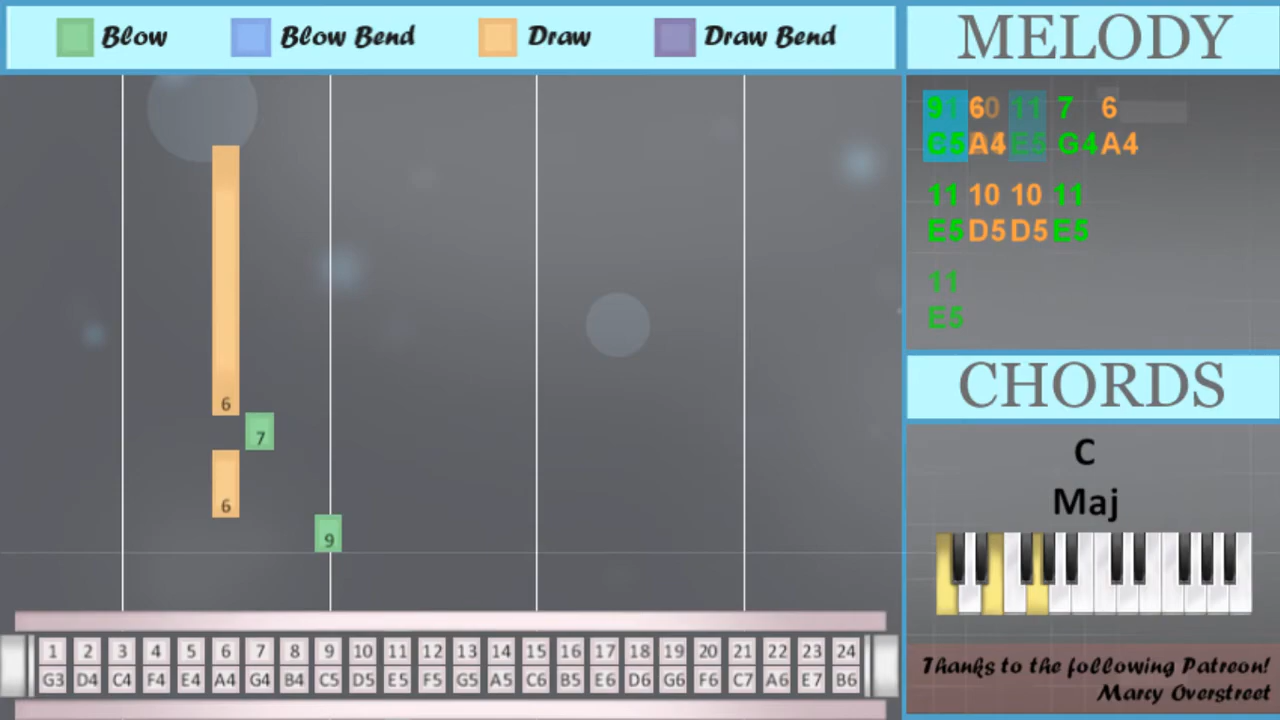 Blow Blow Bend Draw Draw Bend
MELODY
9 6 11 7 6
C5 A4 E5 G4 A4
11 10 10 11
E5 D5 D5 E5
11
E5
6
7
6
9
CHORDS
C
Maj
1 2 3 4 5 6 7 8 9 10 11 12 13 14 15 16 17 18 19 20 21 22 23 24
G3 D4 C4 F4 E4 A4 G4 B4 C5 D5 E5 F5 G5 A5 C6 B5 E6 D6 G6 F6 C7 A6 E7 B6
Thanks to the following Patreon!
Marcy Overstreet